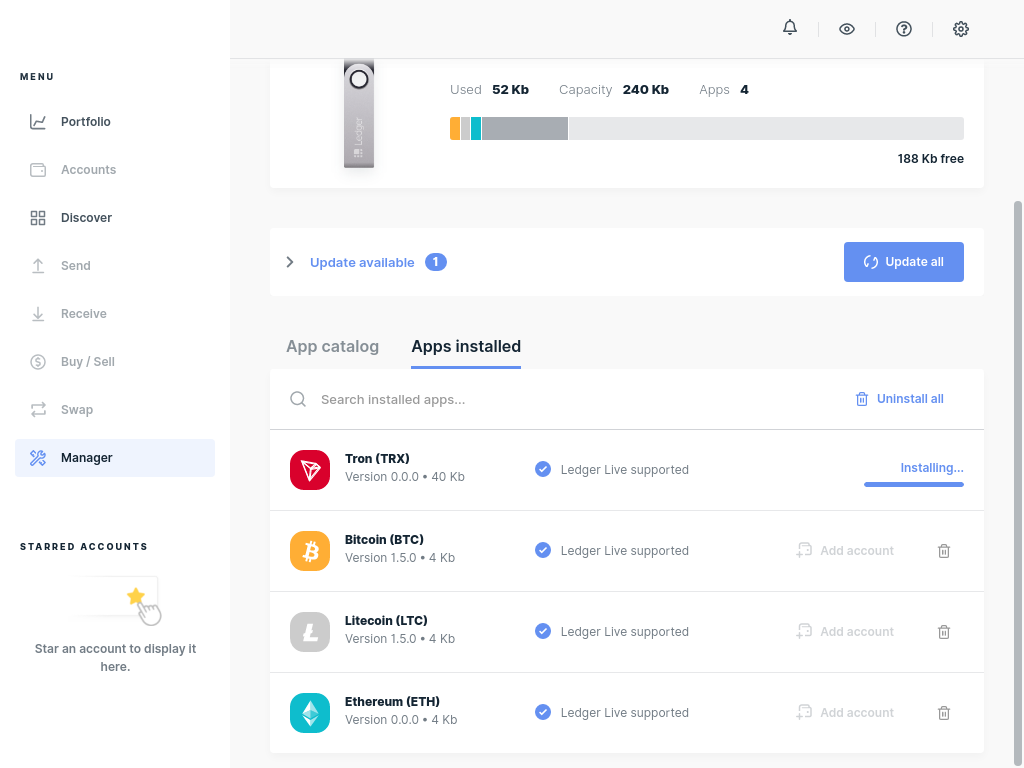 MENU
Portfolio
Accounts
Discover
Send
Receive
Buy / Sell
Swap
Manager
STARRED ACCOUNTS
Star an account to display it
here.
Ledger
Used 52 Kb Capacity 240 Kb Apps 4
188 Kb free
Update available 1
Update all
App catalog Apps installed
Search installed apps...
Uninstall all
Tron (TRX)
Version 0.0.0 • 40 Kb
Ledger Live supported
Installing...
Bitcoin (BTC)
Version 1.5.0 • 4 Kb
Ledger Live supported
Add account
Litecoin (LTC)
Version 1.5.0 • 4 Kb
Ledger Live supported
Add account
Ethereum (ETH)
Version 0.0.0 • 4 Kb
Ledger Live supported
Add account